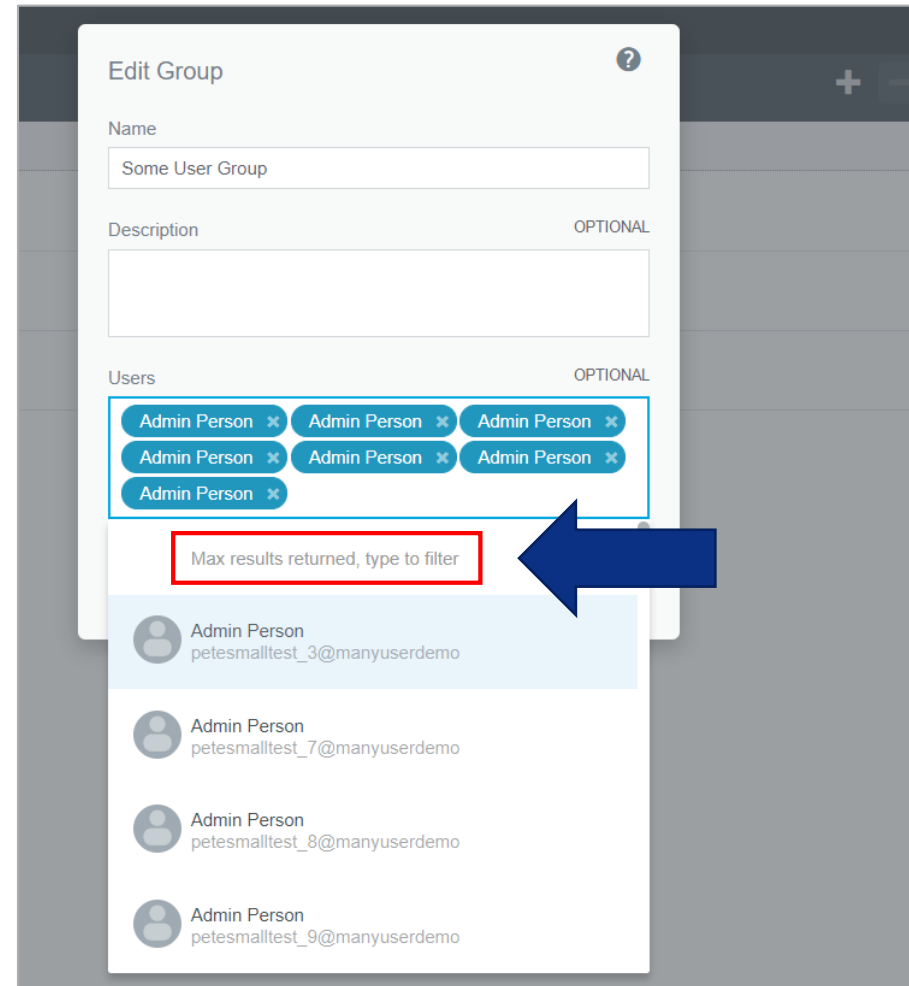 Edit Group
?
Name
Some User Group
Description OPTIONAL
Users OPTIONAL
Admin Person × Admin Person × Admin Person ×
Admin Person × Admin Person × Admin Person ×
Admin Person ×
Max results returned, type to filter
Admin Person
petesmalltest_3@manyuserdemo
Admin Person
petesmalltest_7@manyuserdemo
Admin Person
petesmalltest_8@manyuserdemo
Admin Person
petesmalltest_9@manyuserdemo